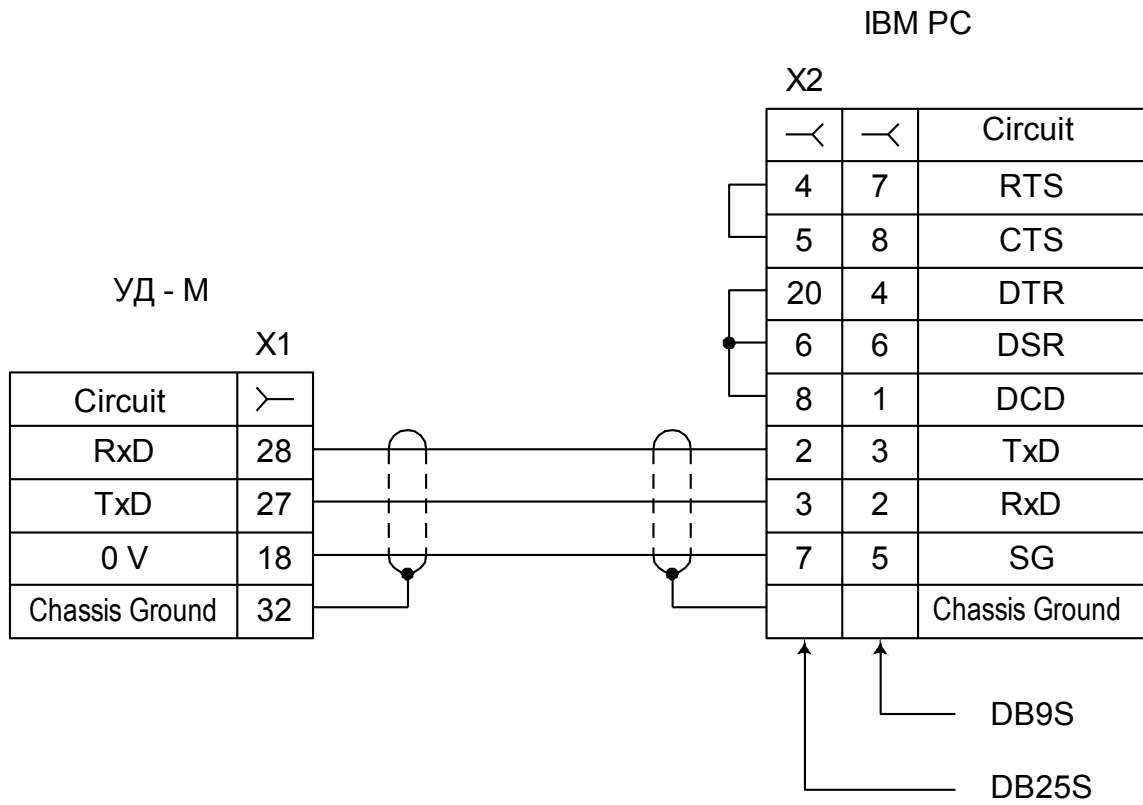 IBM PC
X2
Circuit
4 7 RTS
5 8 CTS
20 4 DTR
6 6 DSR
8 1 DCD
2 3 TxD
3 2 RxD
7 5 SG
Chassis Ground
УД - М
X1
Circuit
RxD 28
TxD 27
0 V 18
Chassis Ground 32
DB9S
DB25S